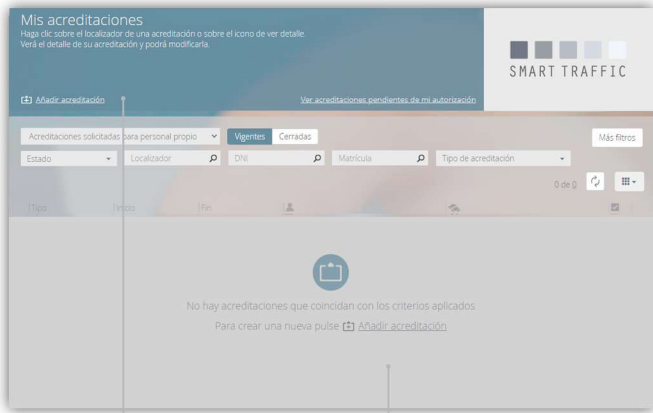 Mis acreditaciones
Haga clic sobre el localizador de una acreditación o sobre el icono de ver detalle.
Verá el detalle de su acreditación y podrá modificarla.
SMART TRAFFIC
Añadir acreditación
Ver acreditaciones pendientes de mi autorización
Acreditaciones solicitadas para personal propio
Vigentes
Cerradas
Más filtros
Estado
Localizador
DNI
Matrícula
Tipo de acreditación
0 de 0
Tipo
Inicio
Fin
No hay acreditaciones que coincidan con los criterios aplicados
Para crear una nueva pulse Añadir acreditación